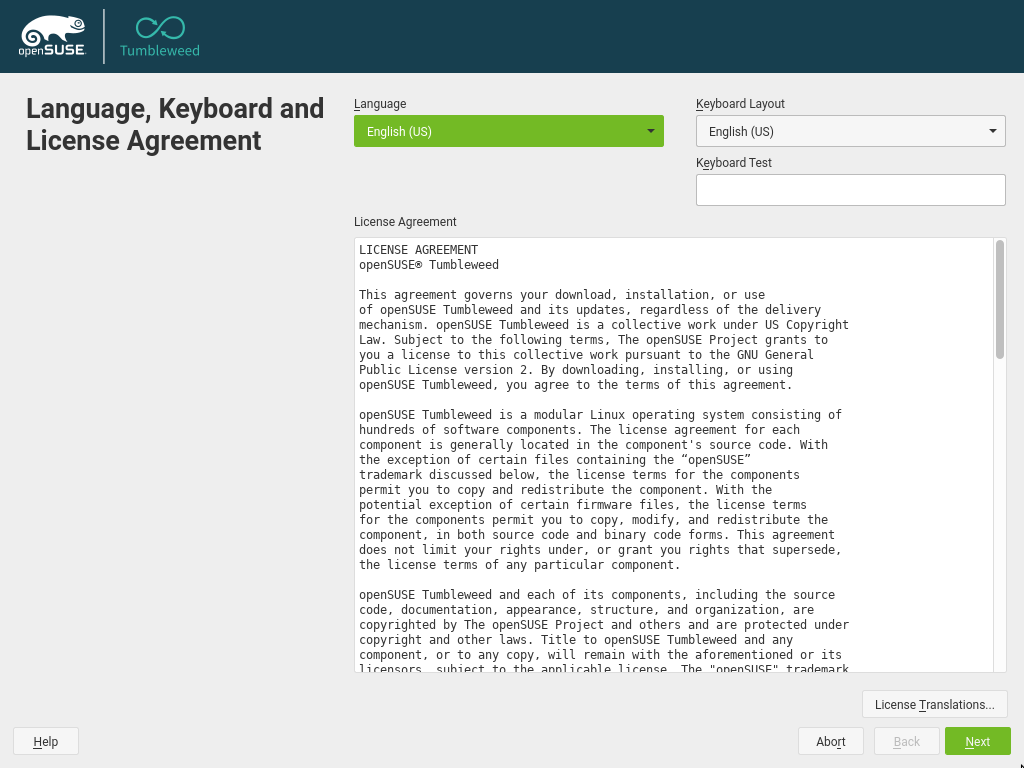 openSUSE
Tumbleweed
Language, Keyboard and
License Agreement
Language
English (US)
Keyboard Layout
English (US)
Keyboard Test
License Agreement
LICENSE AGREEMENT
openSUSE® Tumbleweed
This agreement governs your download, installation, or use
of openSUSE Tumbleweed and its updates, regardless of the delivery
mechanism. openSUSE Tumbleweed is a collective work under US Copyright
Law. Subject to the following terms, The openSUSE Project grants to
you a license to this collective work pursuant to the GNU General
Public License version 2. By downloading, installing, or using
openSUSE Tumbleweed, you agree to the terms of this agreement.
openSUSE Tumbleweed is a modular Linux operating system consisting of
hundreds of software components. The license agreement for each
component is generally located in the component's source code. With
the exception of certain files containing the “openSUSE”
trademark discussed below, the license terms for the components
permit you to copy and redistribute the component. With the
potential exception of certain firmware files, the license terms
for the components permit you to copy, modify, and redistribute the
component, in both source code and binary code forms. This agreement
does not limit your rights under, or grant you rights that supersede,
the license terms of any particular component.
openSUSE Tumbleweed and each of its components, including the source
code, documentation, appearance, structure, and organization, are
copyrighted by The openSUSE Project and others and are protected under
copyright and other laws. Title to openSUSE Tumbleweed and any
component, or to any copy, will remain with the aforementioned or its
licensors, subject to the applicable license. The "openSUSE" trademark
License Translations...
Help
Abort
Back
Next